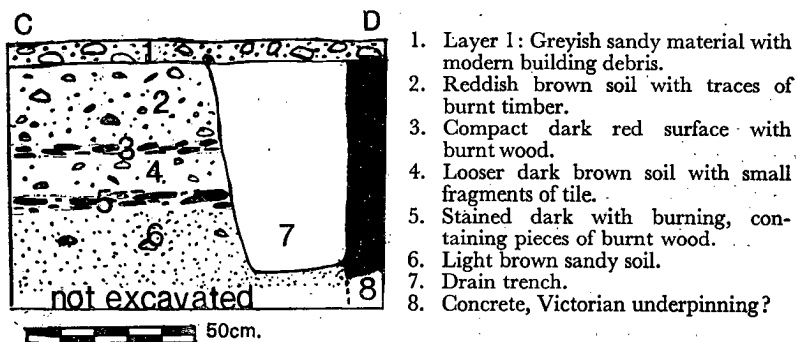 C
D
2
3
4
5
6
7
8
not excavated
50cm.
1. Layer 1: Greyish sandy material with
modern building debris.
2. Reddish brown soil with traces of
burnt timber.
3. Compact dark red surface with
burnt wood.
4. Looser dark brown soil with small
fragments of tile.
5. Stained dark with burning, con-
taining pieces of burnt wood.
6. Light brown sandy soil.
7. Drain trench.
8. Concrete, Victorian underpinning?